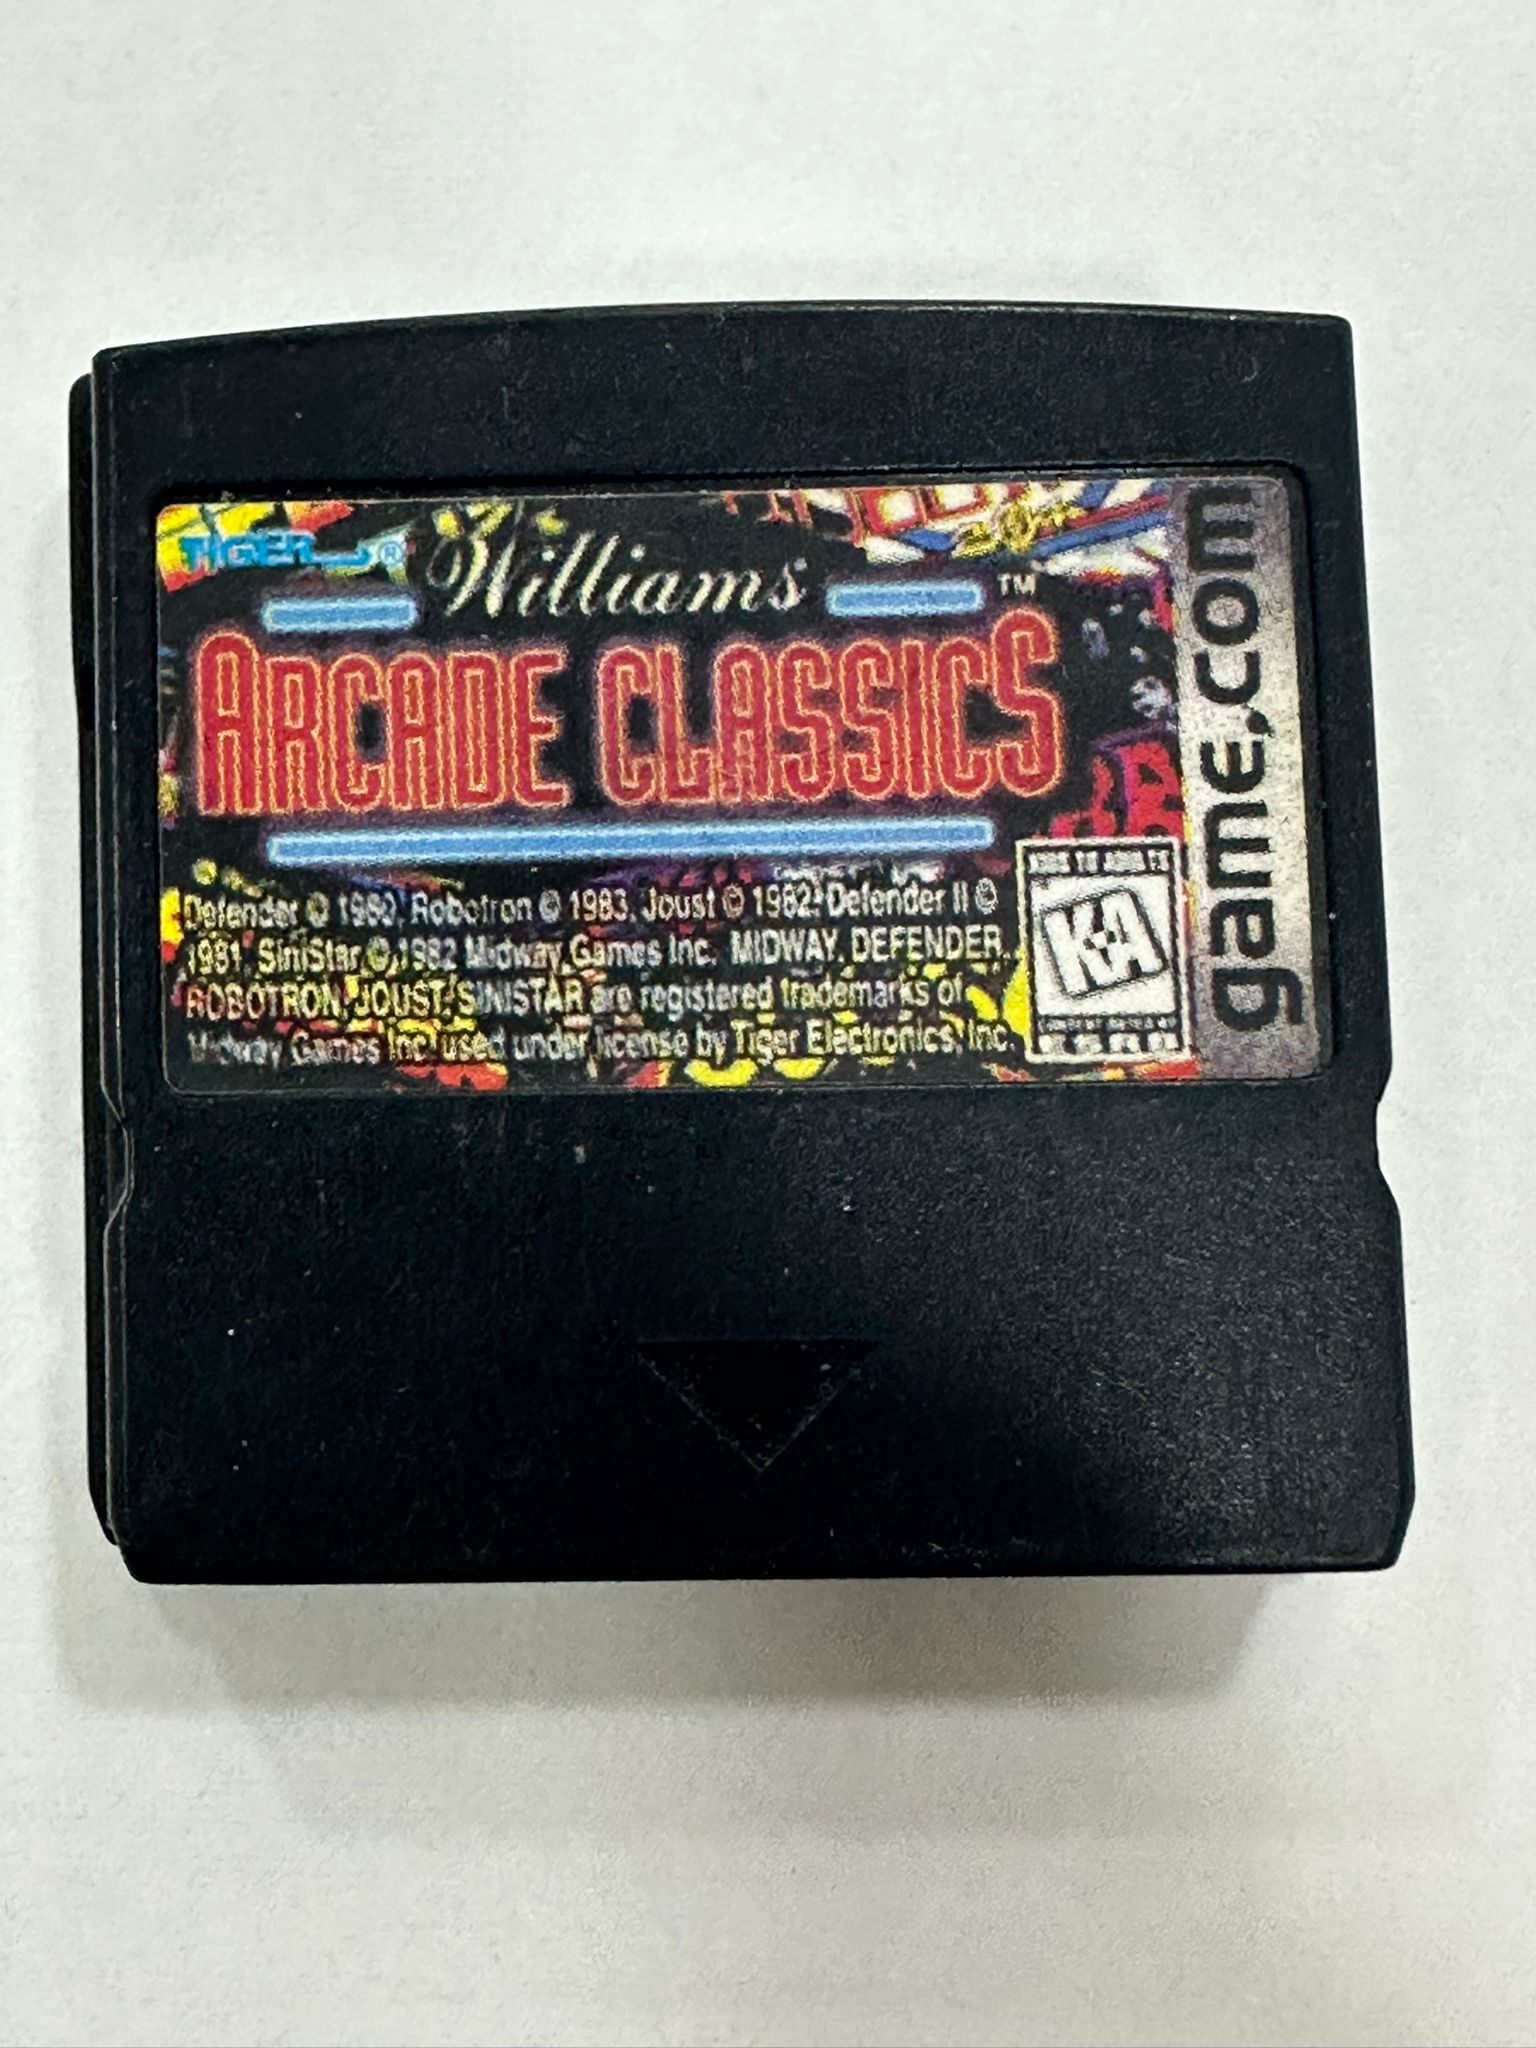 TIGER®
Williams
™
ARCADE CLASSICS
Defender © 1980, Robotron © 1983, Joust © 1982, Defender II ©
1981, SiniStar © 1982 Midway Games Inc. MIDWAY, DEFENDER,
ROBOTRON, JOUST, SINISTAR are registered trademarks of
Midway Games Inc. used under license by Tiger Electronics, Inc.
K-A
game.com